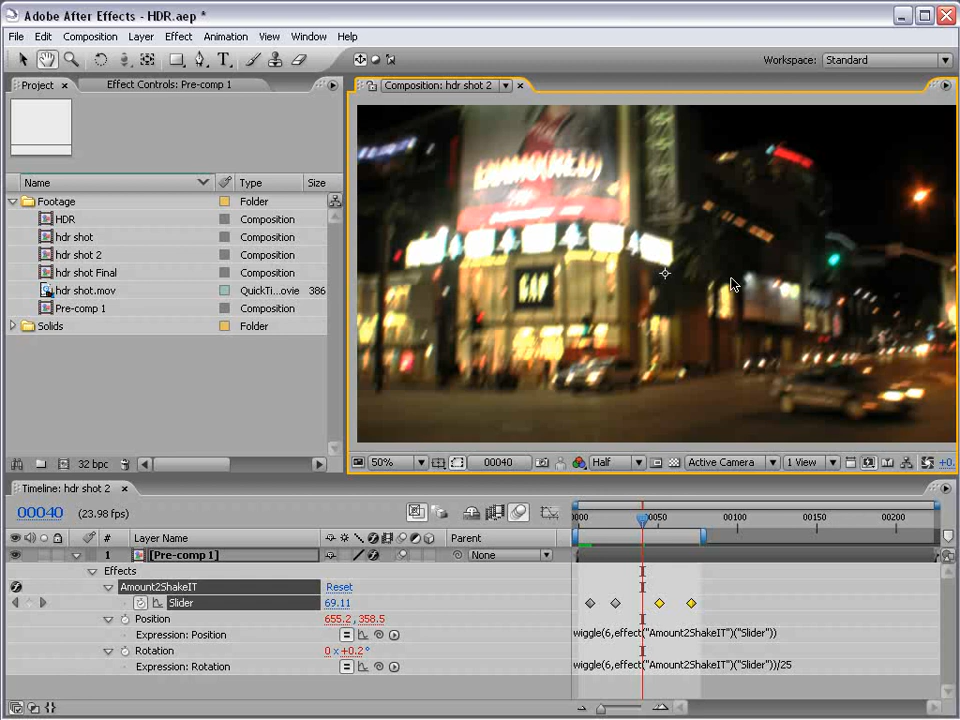 Adobe After Effects - HDR.aep *
File Edit Composition Layer Effect Animation View Window Help
Workspace: Standard
Project × Effect Controls: Pre-comp 1
Composition: hdr shot 2 ×
Name Type Size
Footage Folder
HDR Composition
hdr shot Composition
hdr shot 2 Composition
hdr shot Final Composition
hdr shot.mov QuickTi...ovie 386
Pre-comp 1 Composition
Solids Folder
GAP
32 bpc
50% 00040 Half Active Camera 1 View +0.
Timeline: hdr shot 2 ×
00040 (23.98 fps)
0000 00050 00100 00150 00200
# Layer Name Parent
1 [Pre-comp 1] None
Effects
Amount2ShakeIT Reset
Slider 69.11
Position 655.2, 358.5
Expression: Position wiggle(6,effect("Amount2ShakeIT")("Slider"))
Rotation 0 x +0.2°
Expression: Rotation wiggle(6,effect("Amount2ShakeIT")("Slider"))/25